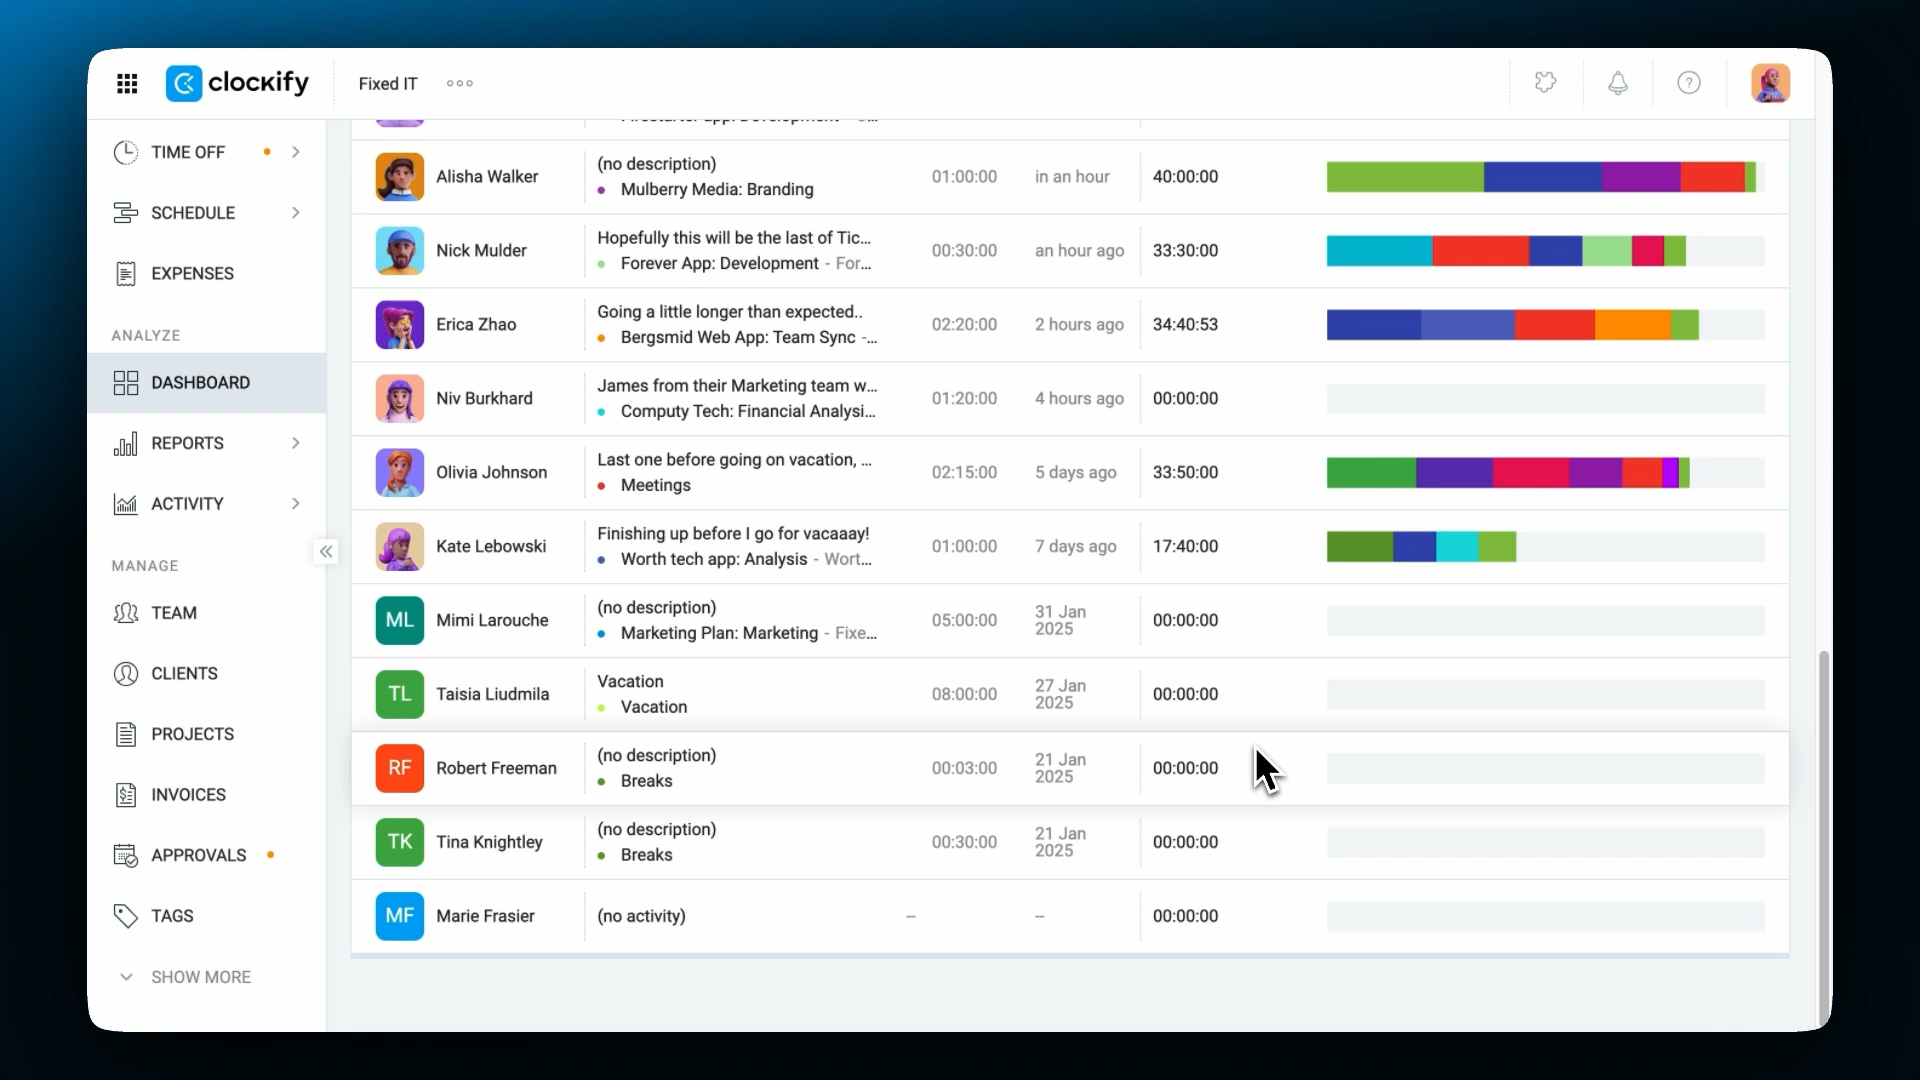 clockify
Fixed IT
TIME OFF
SCHEDULE
EXPENSES
ANALYZE
DASHBOARD
REPORTS
ACTIVITY
MANAGE
TEAM
CLIENTS
PROJECTS
INVOICES
APPROVALS
TAGS
SHOW MORE
Alisha Walker
(no description)
Mulberry Media: Branding
01:00:00
in an hour
40:00:00
Nick Mulder
Hopefully this will be the last of Tic...
Forever App: Development - For...
00:30:00
an hour ago
33:30:00
Erica Zhao
Going a little longer than expected..
Bergsmid Web App: Team Sync -...
02:20:00
2 hours ago
34:40:53
Niv Burkhard
James from their Marketing team w...
Computy Tech: Financial Analysi...
01:20:00
4 hours ago
00:00:00
Olivia Johnson
Last one before going on vacation, ...
Meetings
02:15:00
5 days ago
33:50:00
Kate Lebowski
Finishing up before I go for vacaaay!
Worth tech app: Analysis - Wort...
01:00:00
7 days ago
17:40:00
ML
Mimi Larouche
(no description)
Marketing Plan: Marketing - Fixe...
05:00:00
31 Jan
2025
00:00:00
TL
Taisia Liudmila
Vacation
Vacation
08:00:00
27 Jan
2025
00:00:00
RF
Robert Freeman
(no description)
Breaks
00:03:00
21 Jan
2025
00:00:00
TK
Tina Knightley
(no description)
Breaks
00:30:00
21 Jan
2025
00:00:00
MF
Marie Frasier
(no activity)
--
--
00:00:00